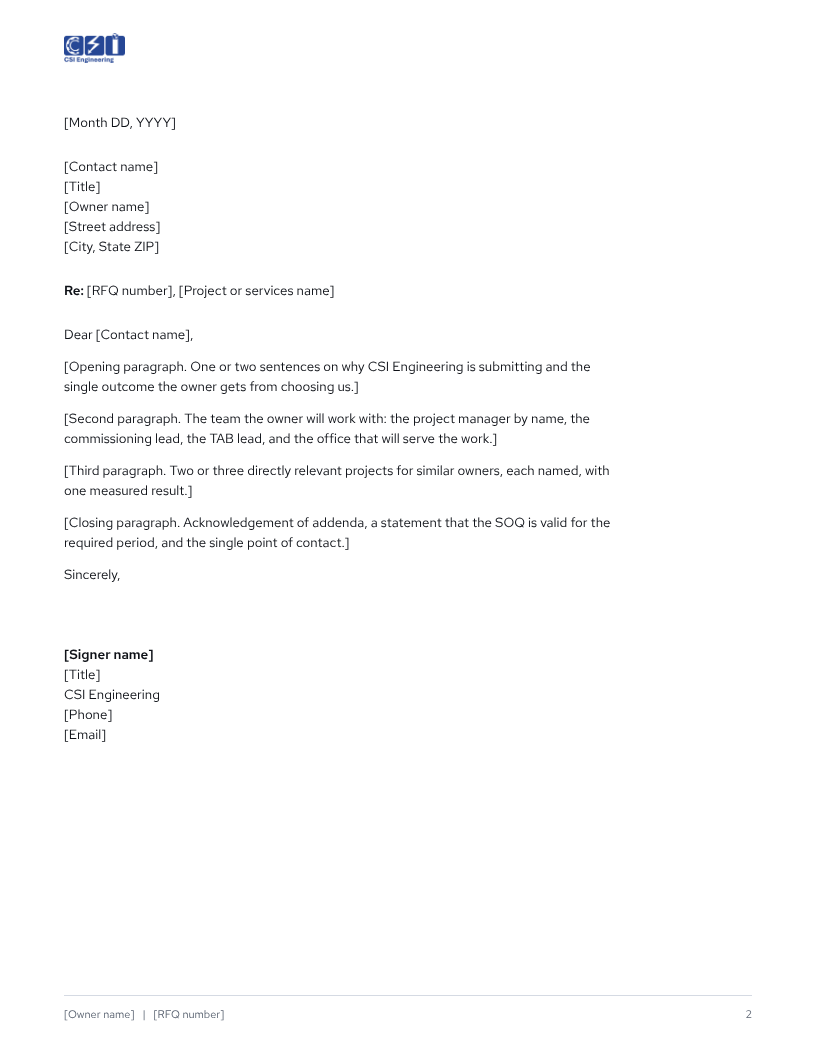 CSI
CSI Engineering
[Month DD, YYYY]
[Contact name]
[Title]
[Owner name]
[Street address]
[City, State ZIP]
Re: [RFQ number], [Project or services name]
Dear [Contact name],
[Opening paragraph. One or two sentences on why CSI Engineering is submitting and the
single outcome the owner gets from choosing us.]
[Second paragraph. The team the owner will work with: the project manager by name, the
commissioning lead, the TAB lead, and the office that will serve the work.]
[Third paragraph. Two or three directly relevant projects for similar owners, each named, with
one measured result.]
[Closing paragraph. Acknowledgement of addenda, a statement that the SOQ is valid for the
required period, and the single point of contact.]
Sincerely,
[Signer name]
[Title]
CSI Engineering
[Phone]
[Email]
[Owner name] | [RFQ number] 2